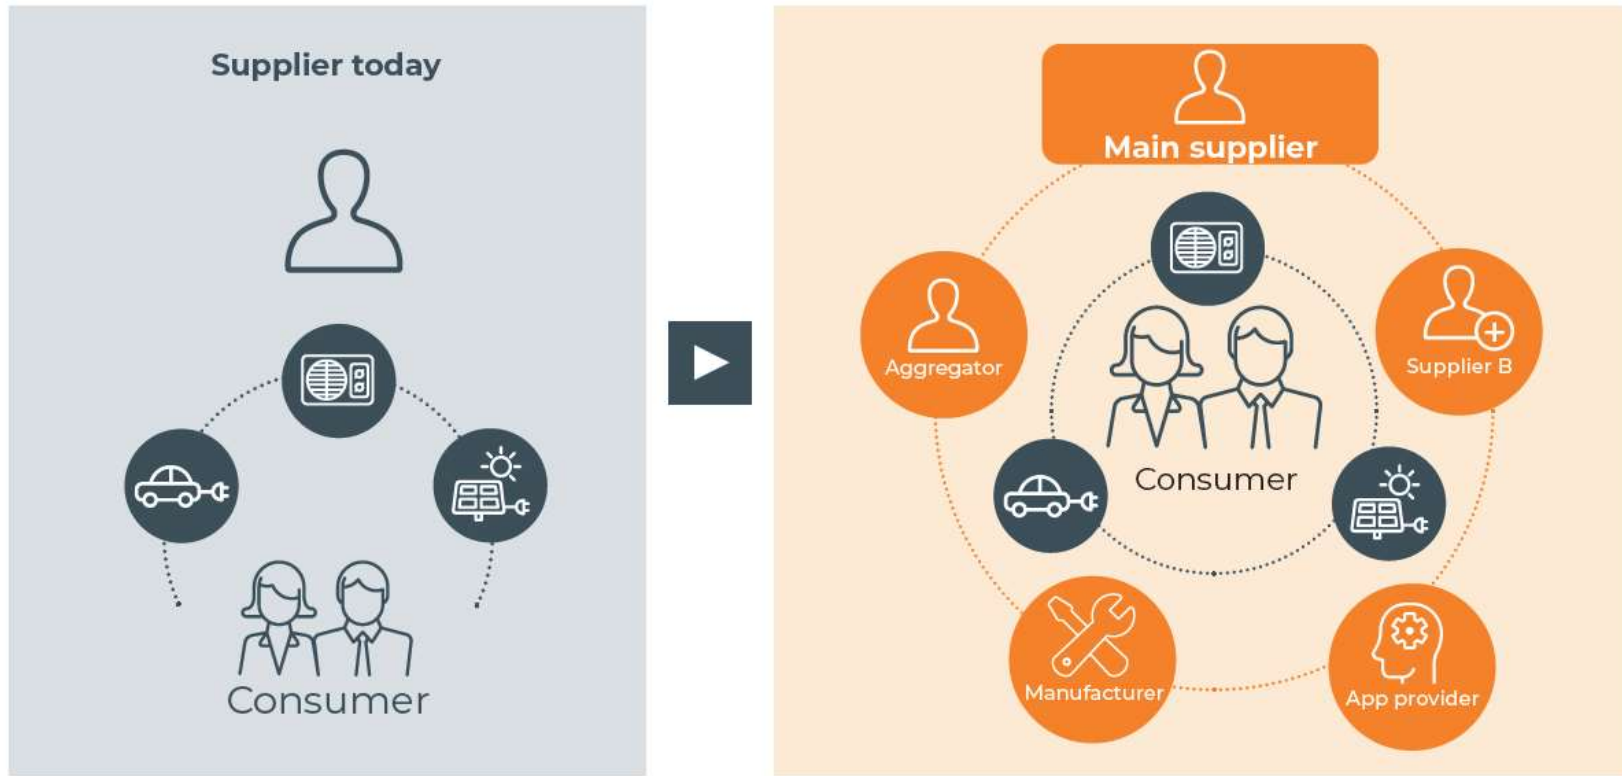 Supplier today
Consumer
Main supplier
Aggregator
Supplier B
Consumer
Manufacturer
App provider